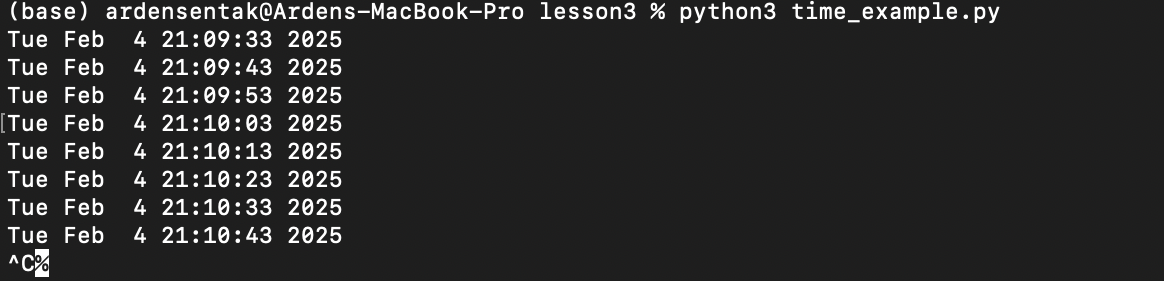 (base) ardensentak@Ardens-MacBook-Pro lesson3 % python3 time_example.py
Tue Feb  4 21:09:33 2025
Tue Feb  4 21:09:43 2025
Tue Feb  4 21:09:53 2025
[Tue Feb  4 21:10:03 2025
Tue Feb  4 21:10:13 2025
Tue Feb  4 21:10:23 2025
Tue Feb  4 21:10:33 2025
Tue Feb  4 21:10:43 2025
^C%